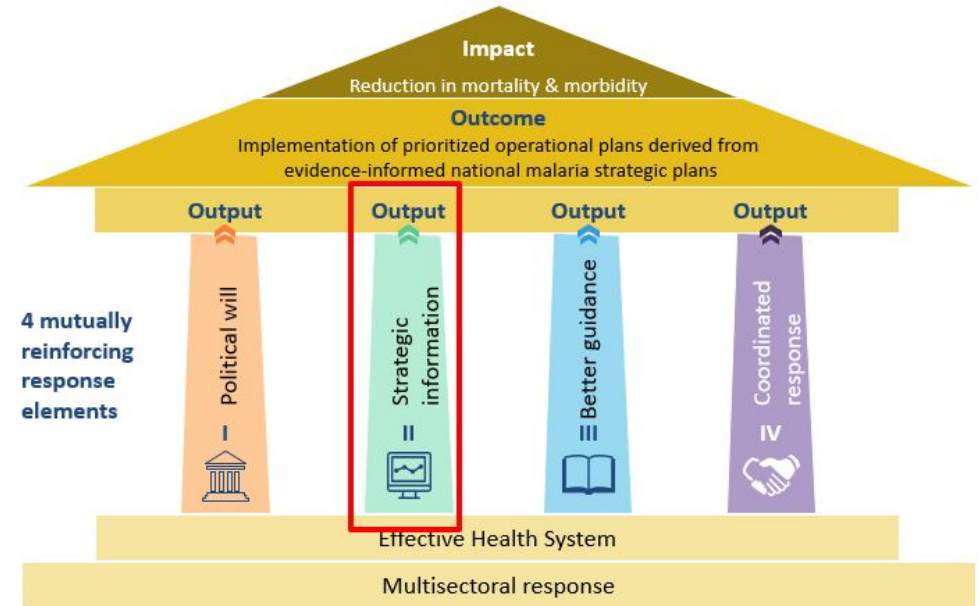 Impact
Reduction in mortality & morbidity
Outcome
Implementation of prioritized operational plans derived from
evidence-informed national malaria strategic plans
Output
Output
Output
Output
4 mutually
reinforcing
response
elements
I Political will
II Strategic
information
III Better guidance
IV Coordinated
response
Effective Health System
Multisectoral response